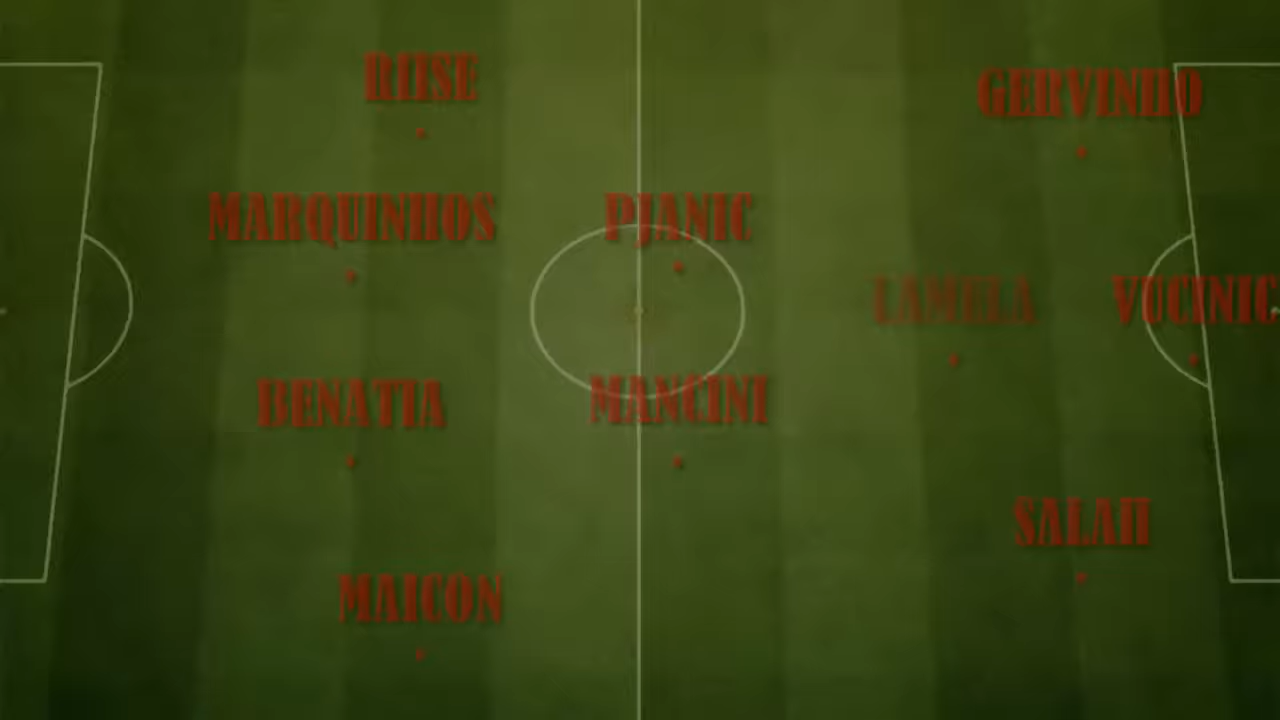 RIISE
GERVINHO
MARQUINHOS
PJANIC
LAMELA
VUCINIC
BENATIA
MANCINI
SALAH
MAICON